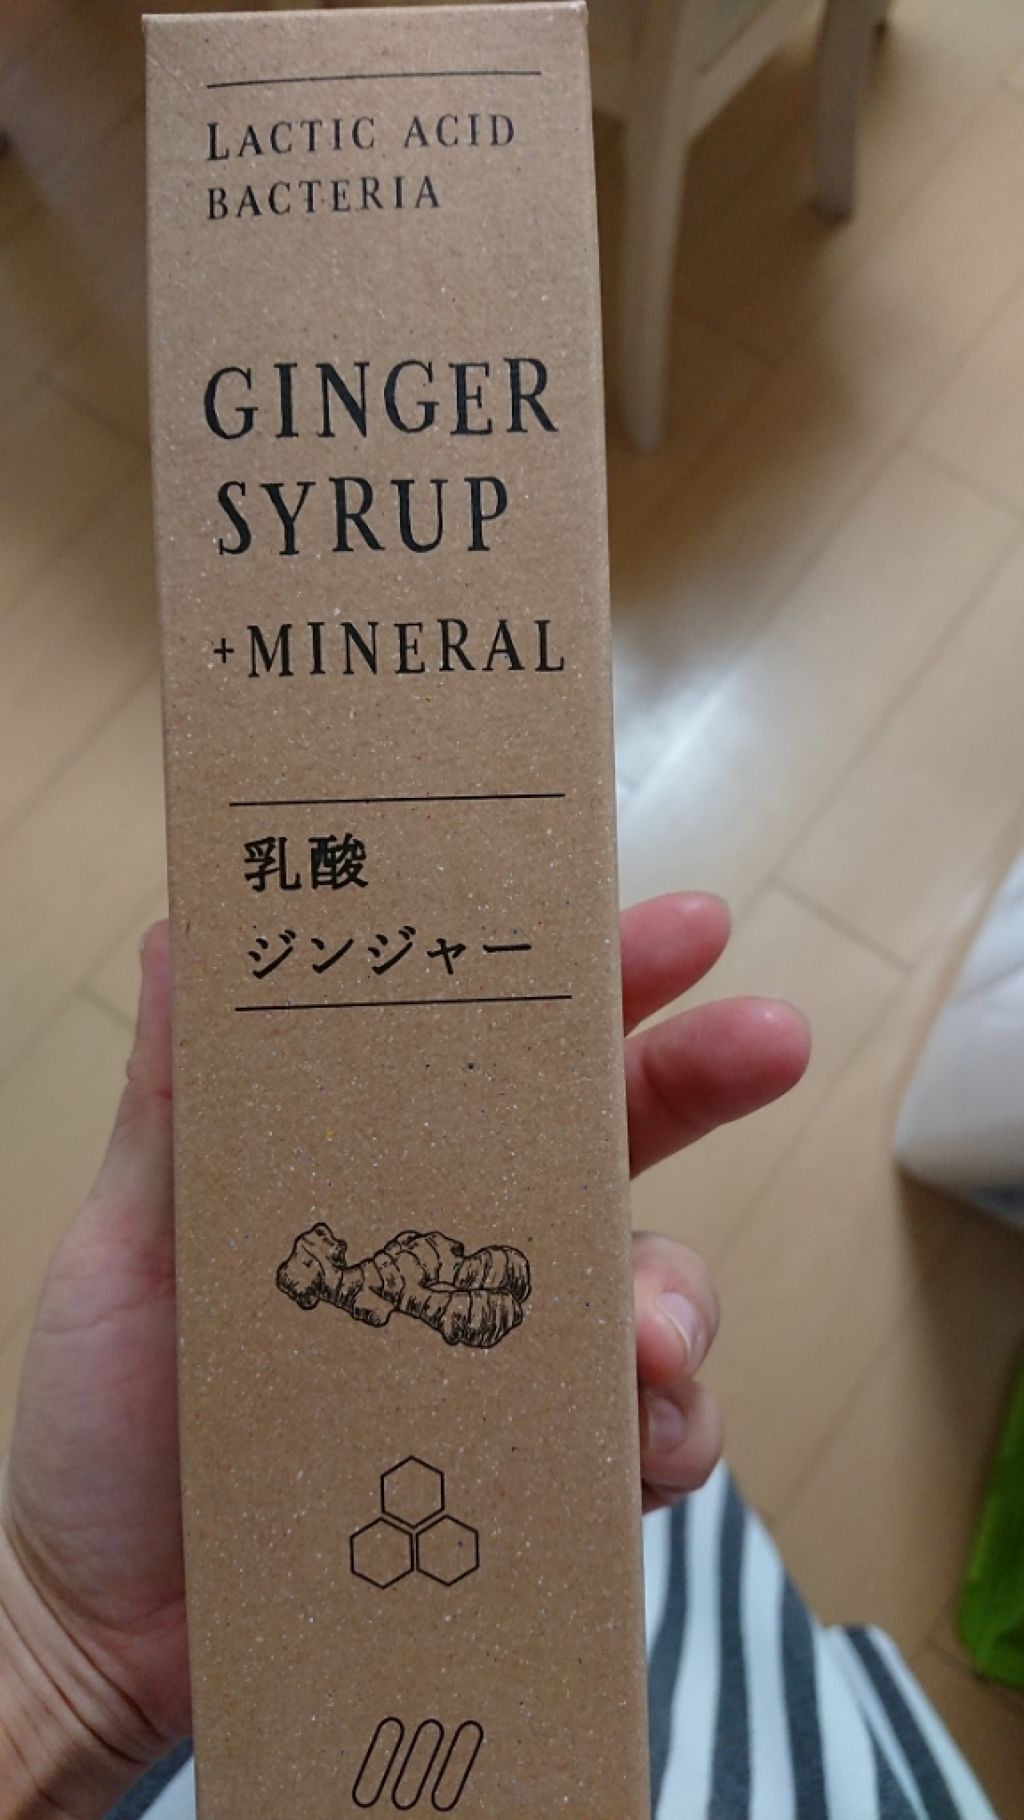 LACTIC ACID
BACTERIA
GINGER
SYRUP
+MINERAL
乳酸
ジンジャー